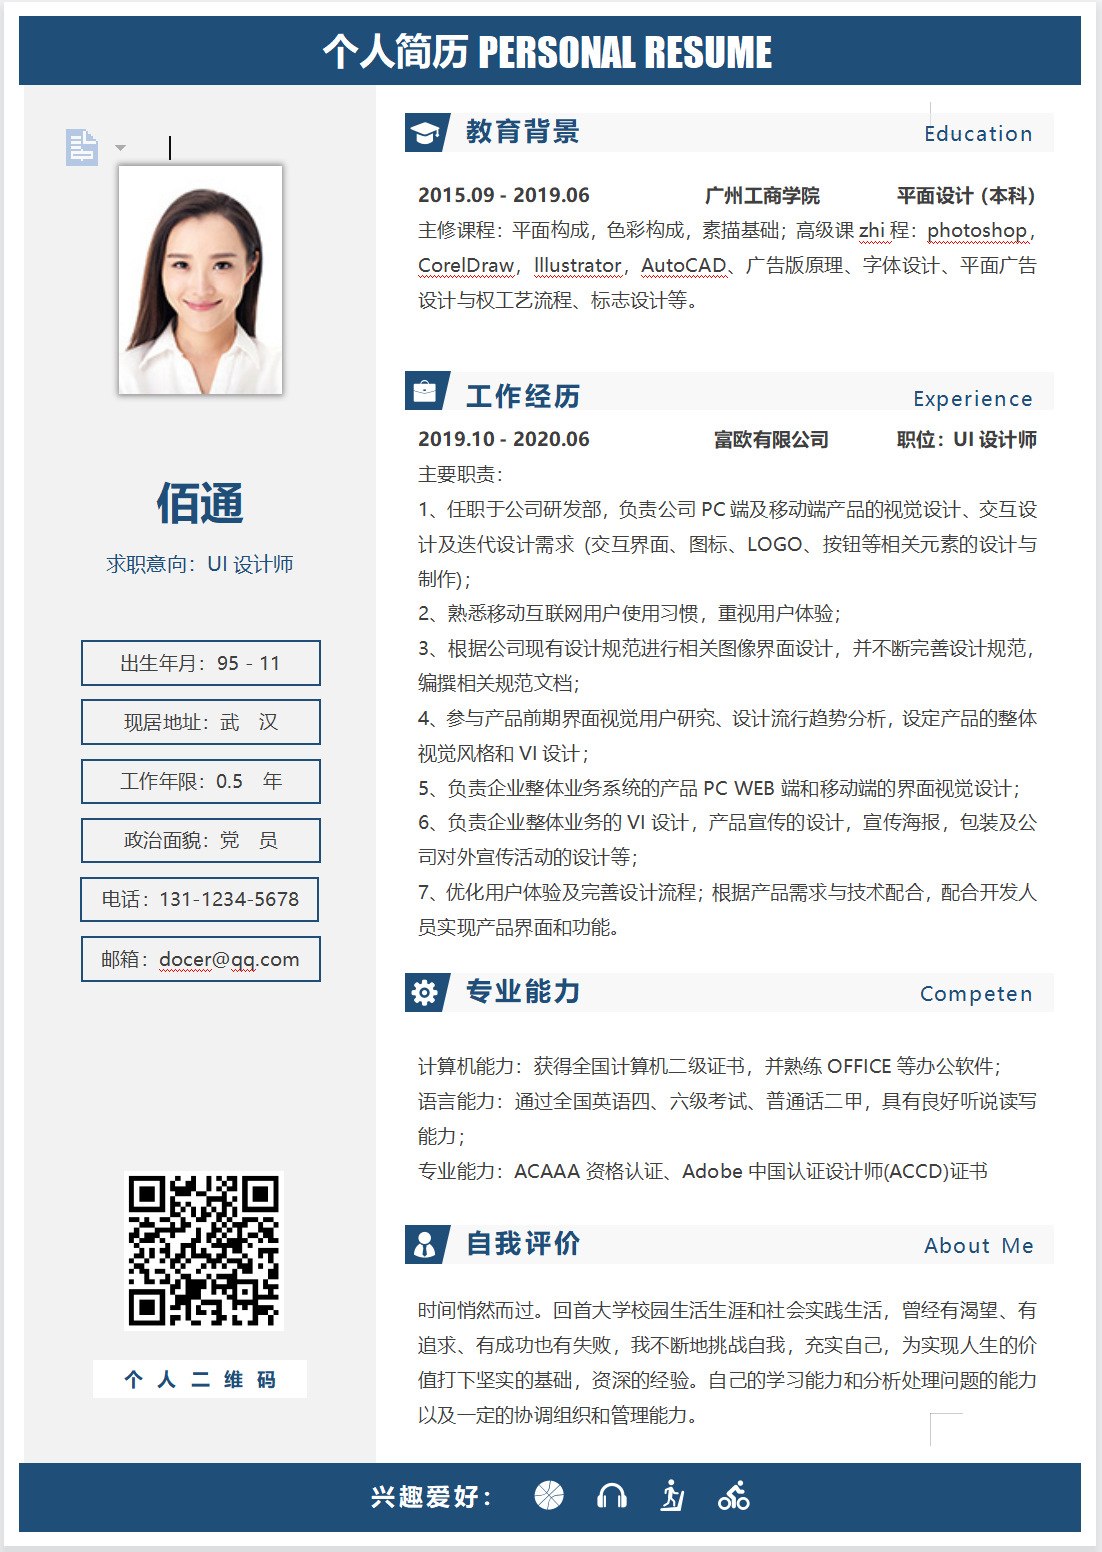 个人简历 PERSONAL RESUME
佰通
求职意向：UI 设计师
出生年月：95 - 11
现居地址：武 汉
工作年限：0.5 年
政治面貌：党 员
电话：131-1234-5678
邮箱：docer@qq.com
个人二维码
教育背景 Education
2015.09 - 2019.06 广州工商学院 平面设计（本科）
主修课程：平面构成，色彩构成，素描基础；高级课 zhi 程：photoshop，
CorelDraw，lllustrator，AutoCAD、广告版原理、字体设计、平面广告
设计与权工艺流程、标志设计等。
工作经历 Experience
2019.10 - 2020.06 富欧有限公司 职位：UI 设计师
主要职责：
1、任职于公司研发部，负责公司 PC 端及移动端产品的视觉设计、交互设
计及迭代设计需求 (交互界面、图标、LOGO、按钮等相关元素的设计与
制作)；
2、熟悉移动互联网用户使用习惯，重视用户体验；
3、根据公司现有设计规范进行相关图像界面设计，并不断完善设计规范，
编撰相关规范文档；
4、参与产品前期界面视觉用户研究、设计流行趋势分析，设定产品的整体
视觉风格和 VI 设计；
5、负责企业整体业务系统的产品 PC WEB 端和移动端的界面视觉设计；
6、负责企业整体业务的 VI 设计，产品宣传的设计，宣传海报，包装及公
司对外宣传活动的设计等；
7、优化用户体验及完善设计流程；根据产品需求与技术配合，配合开发人
员实现产品界面和功能。
专业能力 Competen
计算机能力：获得全国计算机二级证书，并熟练 OFFICE 等办公软件；
语言能力：通过全国英语四、六级考试、普通话二甲，具有良好听说读写
能力；
专业能力：ACAAA 资格认证、Adobe 中国认证设计师(ACCD)证书
自我评价 About Me
时间悄然而过。回首大学校园生活生涯和社会实践生活，曾经有渴望、有
追求、有成功也有失败，我不断地挑战自我，充实自己，为实现人生的价
值打下坚实的基础，资深的经验。自己的学习能力和分析处理问题的能力
以及一定的协调组织和管理能力。
兴趣爱好：